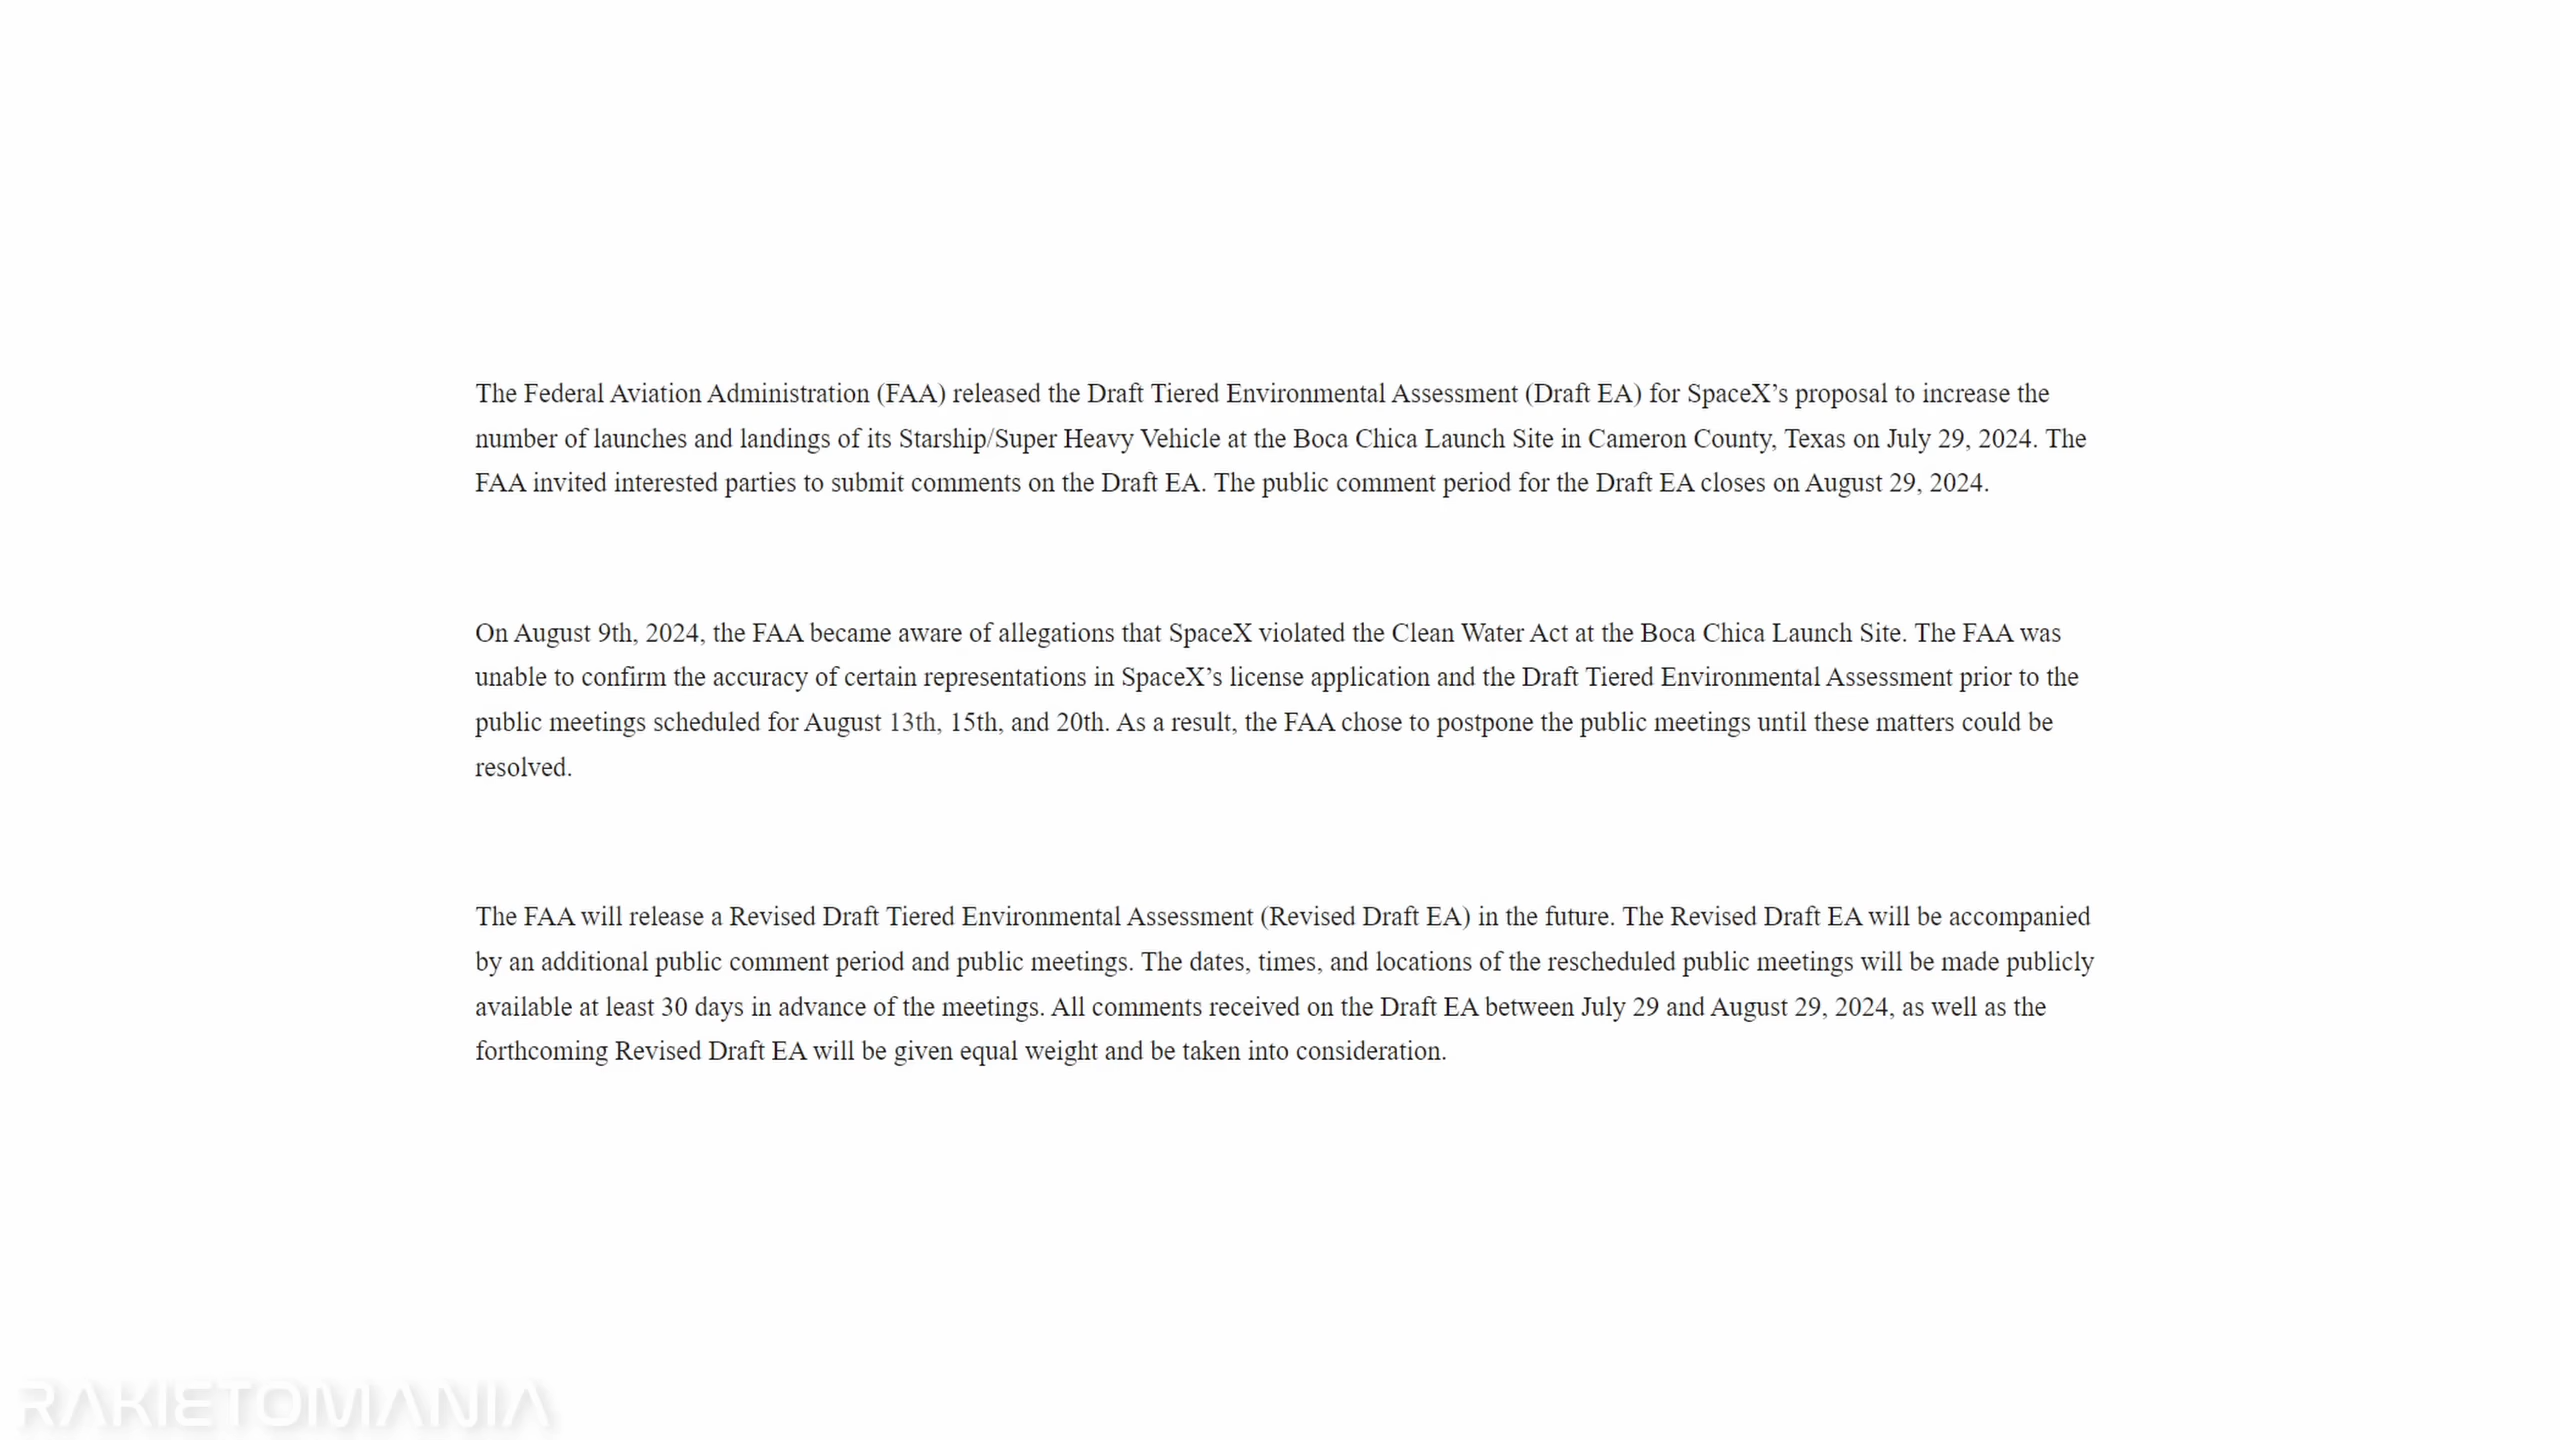 The Federal Aviation Administration (FAA) released the Draft Tiered Environmental Assessment (Draft EA) for SpaceX’s proposal to increase the
number of launches and landings of its Starship/Super Heavy Vehicle at the Boca Chica Launch Site in Cameron County, Texas on July 29, 2024. The
FAA invited interested parties to submit comments on the Draft EA. The public comment period for the Draft EA closes on August 29, 2024.
On August 9th, 2024, the FAA became aware of allegations that SpaceX violated the Clean Water Act at the Boca Chica Launch Site. The FAA was
unable to confirm the accuracy of certain representations in SpaceX’s license application and the Draft Tiered Environmental Assessment prior to the
public meetings scheduled for August 13th, 15th, and 20th. As a result, the FAA chose to postpone the public meetings until these matters could be
resolved.
The FAA will release a Revised Draft Tiered Environmental Assessment (Revised Draft EA) in the future. The Revised Draft EA will be accompanied
by an additional public comment period and public meetings. The dates, times, and locations of the rescheduled public meetings will be made publicly
available at least 30 days in advance of the meetings. All comments received on the Draft EA between July 29 and August 29, 2024, as well as the
forthcoming Revised Draft EA will be given equal weight and be taken into consideration.
RAKIETOMANIA